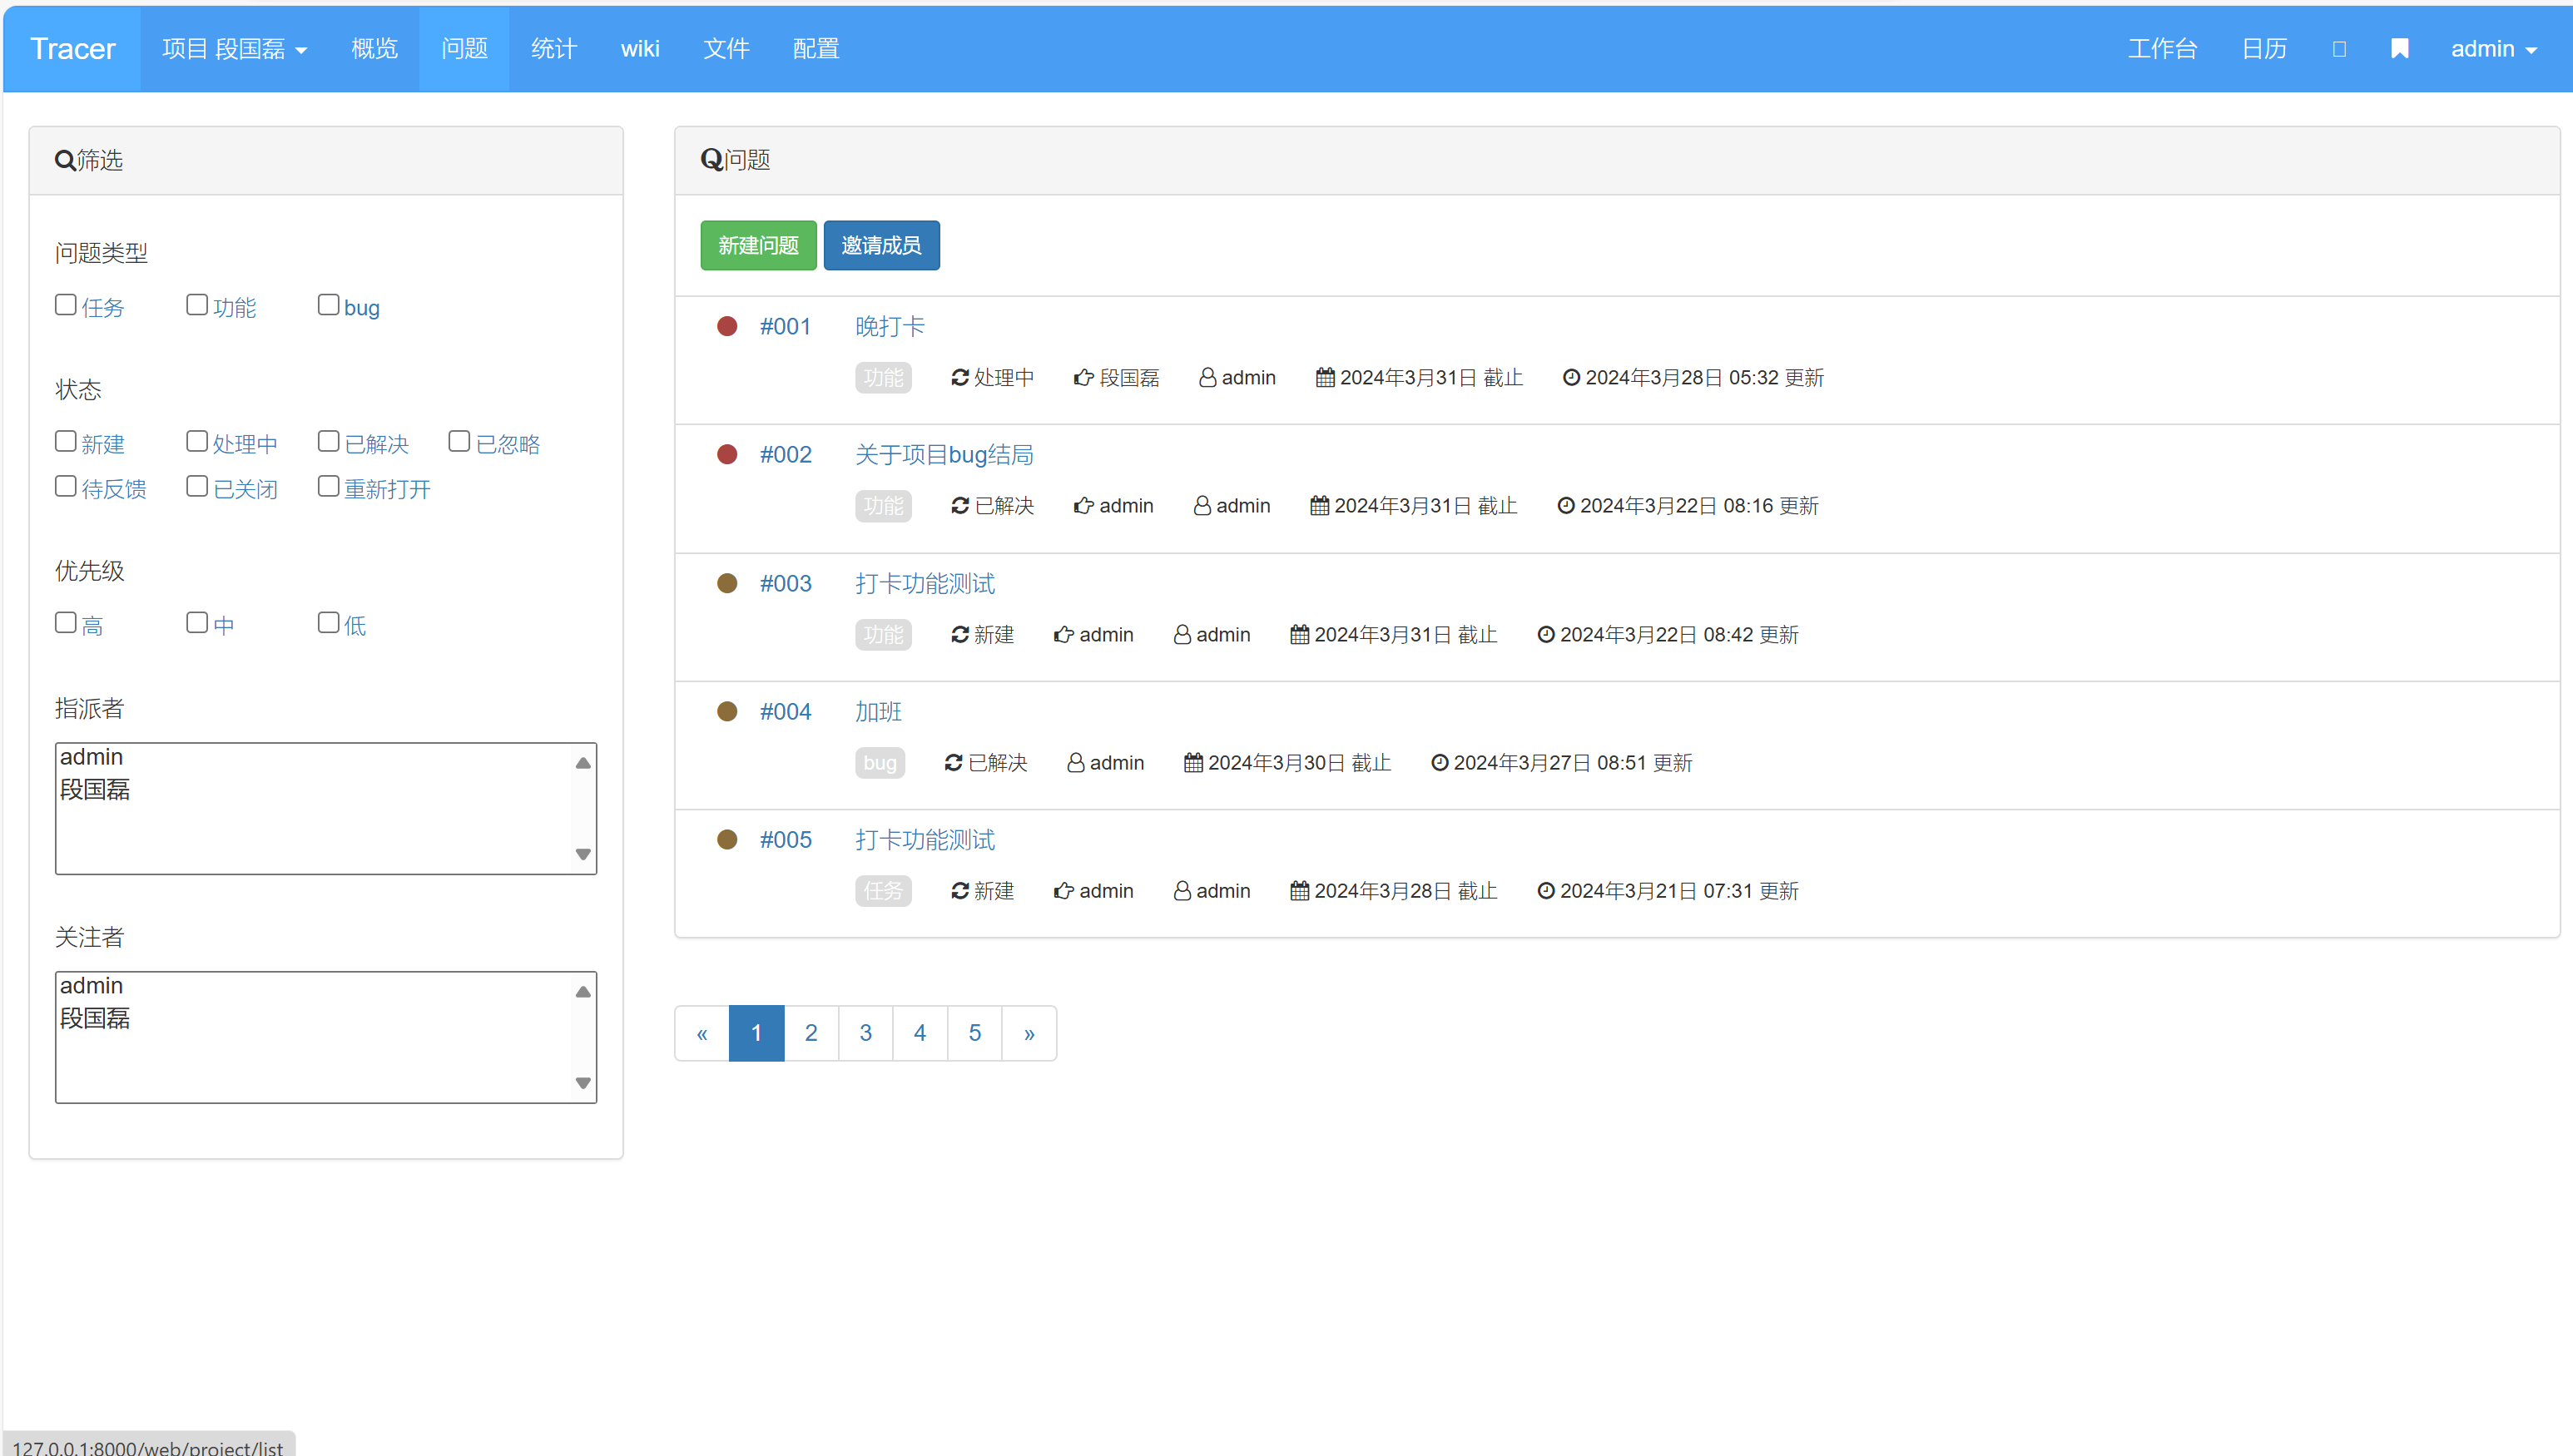 Tracer 项目 段国磊 概览 问题 统计 wiki 文件 配置 工作台 日历 admin
筛选
问题类型
任务 功能 bug
状态
新建 处理中 已解决 已忽略
待反馈 已关闭 重新打开
优先级
高 中 低
指派者
admin
段国磊
关注者
admin
段国磊
Q问题
新建问题 邀请成员
#001 晚打卡
功能 处理中 段国磊 admin 2024年3月31日 截止 2024年3月28日 05:32 更新
#002 关于项目bug结局
功能 已解决 admin admin 2024年3月31日 截止 2024年3月22日 08:16 更新
#003 打卡功能测试
功能 新建 admin admin 2024年3月31日 截止 2024年3月22日 08:42 更新
#004 加班
bug 已解决 admin 2024年3月30日 截止 2024年3月27日 08:51 更新
#005 打卡功能测试
任务 新建 admin admin 2024年3月28日 截止 2024年3月21日 07:31 更新
« 1 2 3 4 5 »
127.0.0.1:8000/web/project/list